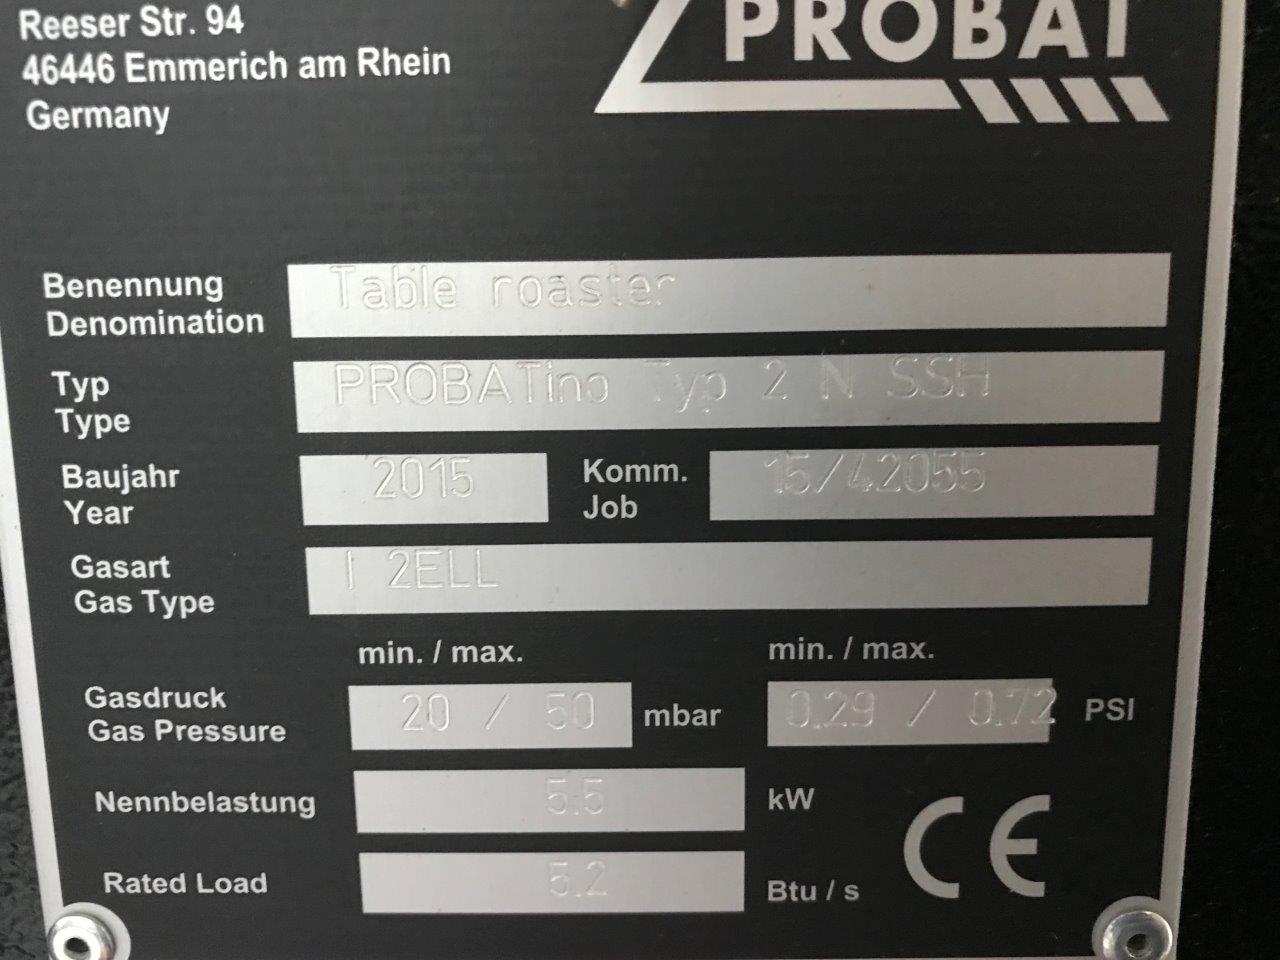 Reeser Str. 94
46446 Emmerich am Rhein
Germany
PROBAT
Benennung
Denomination
Table roaster
Typ
Type
PROBATino Typ 2 N SSH
Baujahr
Year
2015
Komm.
Job
15/4.2055
Gasart
Gas Type
I 2ELL
min. / max.
min. / max.
Gasdruck
Gas Pressure
20 / 50 mbar
0.29 / 0.72 PSI
Nennbelastung
5.5 kW
Rated Load
5.2 Btu / s
CE